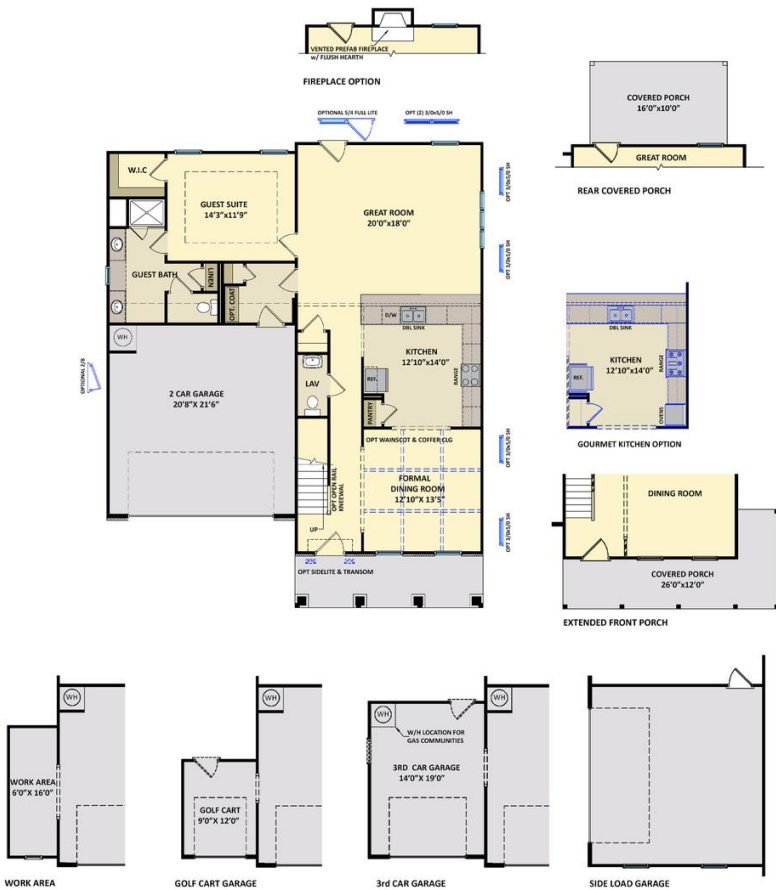 VENTED PREFAB FIREPLACE
w/ FLUSH HEARTH
FIREPLACE OPTION
COVERED PORCH
16'0"x10'0"
GREAT ROOM
REAR COVERED PORCH
OPTIONAL 5/4 FULL LITE
OPT (2) 3/0x5/0 SH
W.I.C
GUEST SUITE
14'3"x11'9"
GREAT ROOM
20'0"x18'0"
OPT 3/0x5/0 SH
OPT 3/0x5/0 SH
GUEST BATH
LINEN
OPT. COAT
D/W
DBL SINK
KITCHEN
12'10"x14'0"
RANGE
REF.
PANTRY
WH
OPTIONAL 2/8
2 CAR GARAGE
20'8"X 21'6"
LAV
OPT WAINSCOT & COFFER CLG
FORMAL
DINING ROOM
12'10"X 13'5"
OPT 3/0x5/0 SH
OPT 3/0x5/0 SH
OPT OPEN RAIL
KNEEWALL
UP
OPT SIDELITE & TRANSOM
DBL SINK
KITCHEN
12'10"x14'0"
RANGE
REF.
OVENS
GOURMET KITCHEN OPTION
DINING ROOM
COVERED PORCH
26'0"x12'0"
EXTENDED FRONT PORCH
WH
WORK AREA
6'0"X 16'0"
WORK AREA
WH
GOLF CART
9'0"X 12'0"
GOLF CART GARAGE
WH
WH
W/H LOCATION FOR
GAS COMMUNITIES
3RD CAR GARAGE
14'0"X 19'0"
3rd CAR GARAGE
SIDE LOAD GARAGE